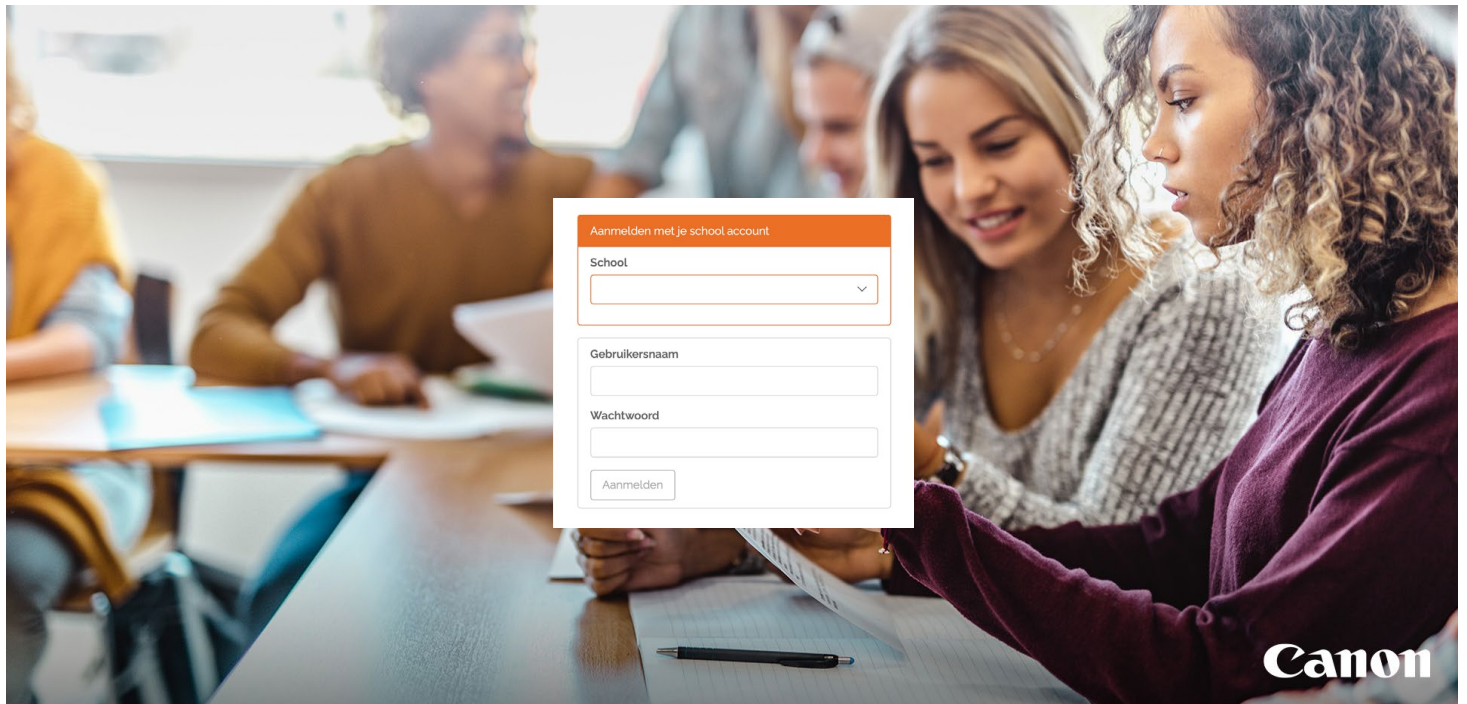 Aanmelden met je school account
School
Gebruikersnaam
Wachtwoord
Aanmelden
Canon